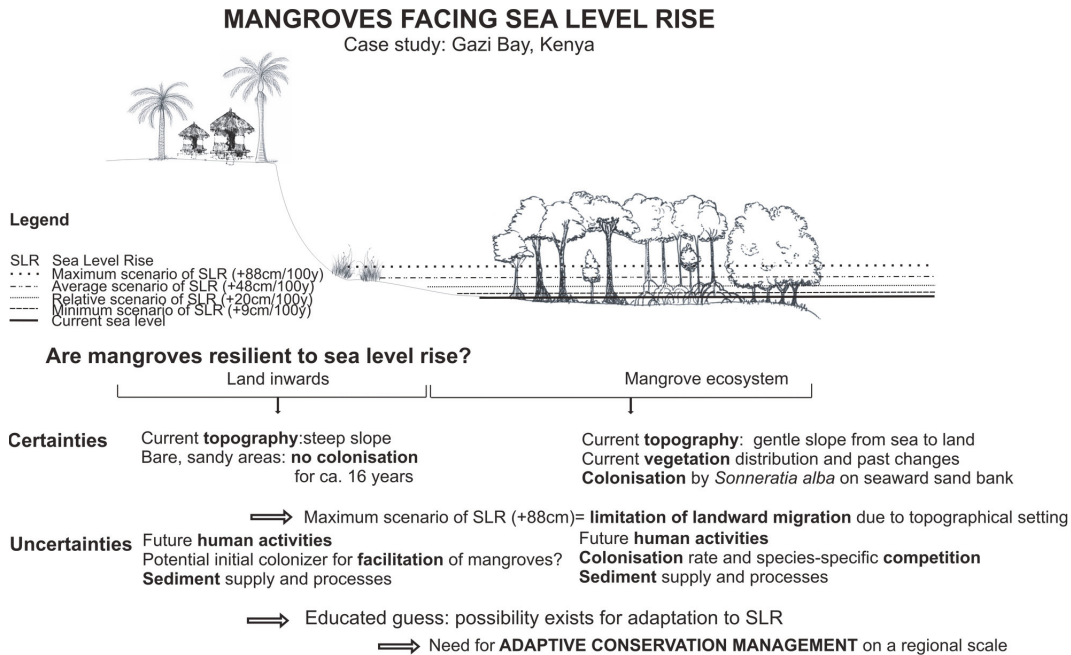 MANGROVES FACING SEA LEVEL RISE
Case study: Gazi Bay, Kenya
Legend
SLR Sea Level Rise
Maximum scenario of SLR (+88cm/100y)
Average scenario of SLR (+48cm/100y)
Relative scenario of SLR (+20cm/100y)
Minimum scenario of SLR (+9cm/100y)
Current sea level
Are mangroves resilient to sea level rise?
Land inwards
Mangrove ecosystem
Certainties
Current topography:steep slope
Bare, sandy areas: no colonisation
for ca. 16 years
Current topography: gentle slope from sea to land
Current vegetation distribution and past changes
Colonisation by Sonneratia alba on seaward sand bank
Maximum scenario of SLR (+88cm)= limitation of landward migration due to topographical setting
Uncertainties
Future human activities
Potential initial colonizer for facilitation of mangroves?
Sediment supply and processes
Future human activities
Colonisation rate and species-specific competition
Sediment supply and processes
Educated guess: possibility exists for adaptation to SLR
Need for ADAPTIVE CONSERVATION MANAGEMENT on a regional scale